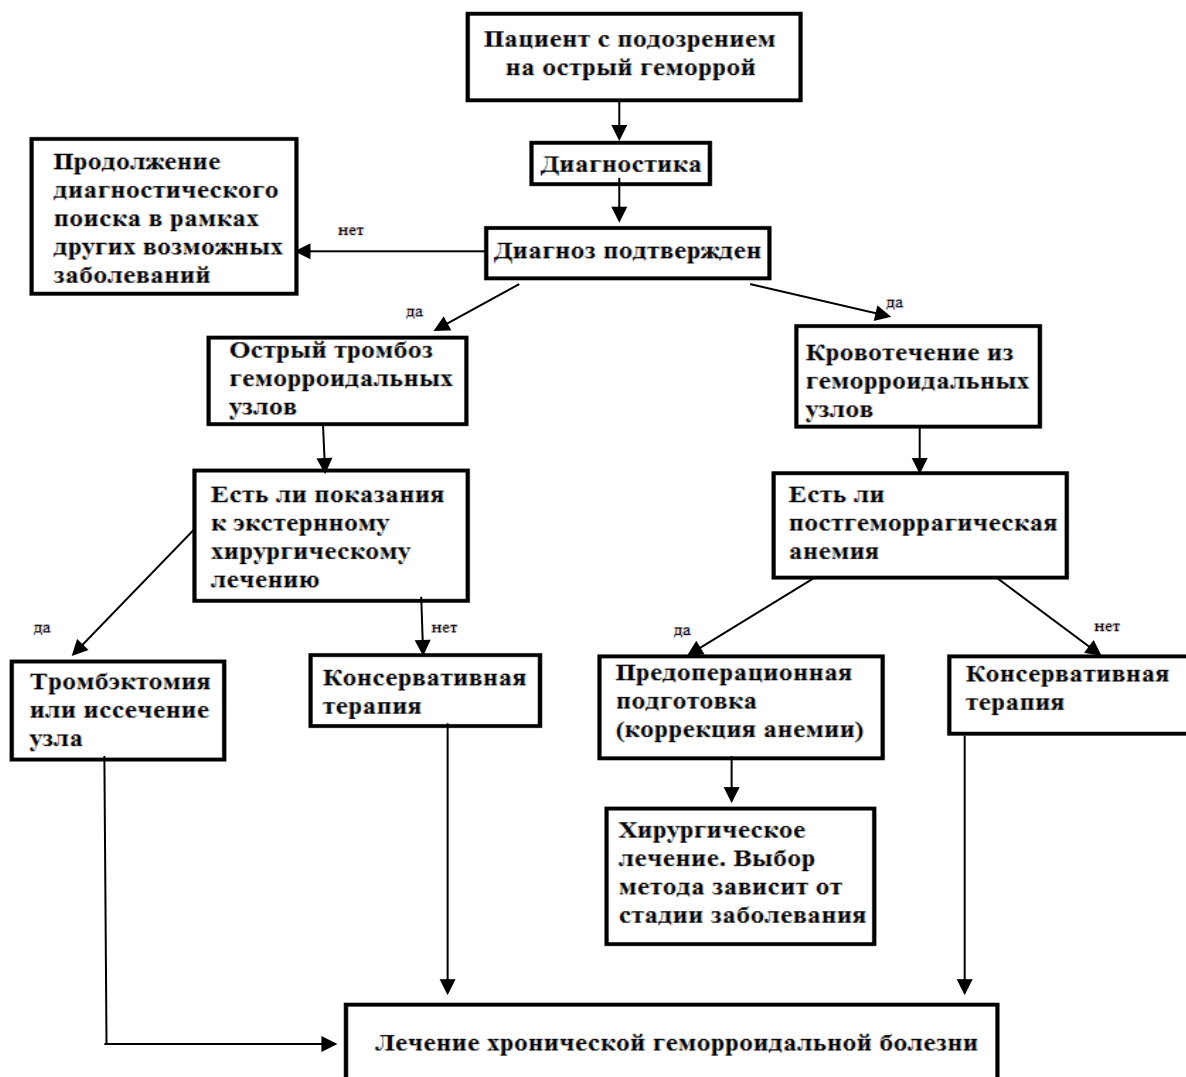 Пациент с подозрением
на острый геморрой
Диагностика
Продолжение
диагностического
поиска в рамках
других возможных
заболеваний
нет
Диагноз подтвержден
да
да
Острый тромбоз
геморроидальных
узлов
Кровотечение из
геморроидальных
узлов
Есть ли показания
к экстернному
хирургическому
лечению
Есть ли
постгеморрагическая
анемия
да
нет
да
нет
Тромбэктомия
или иссечение
узла
Консервативная
терапия
Предоперационная
подготовка
(коррекция анемии)
Консервативная
терапия
Хирургическое
лечение. Выбор
метода зависит от
стадии заболевания
Лечение хронической геморроидальной болезни